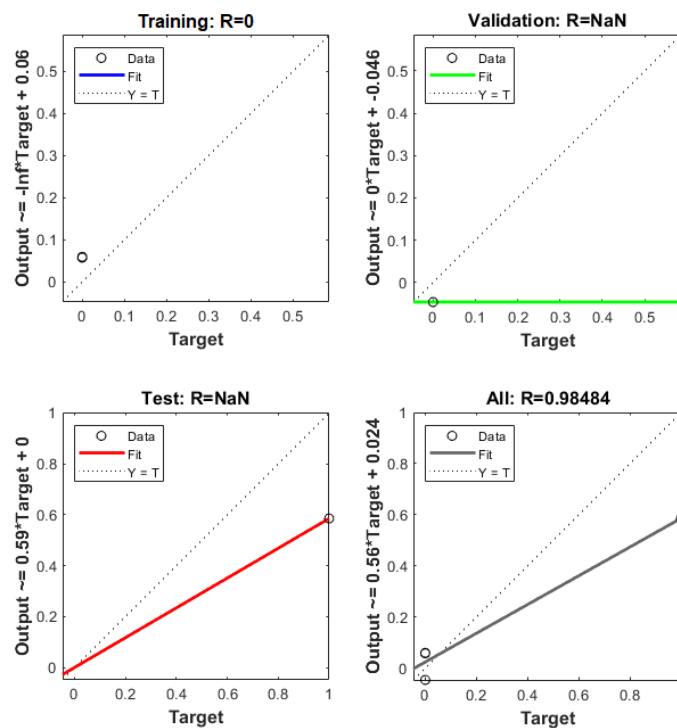 Training: R=0
Output ~= -Inf*Target + 0.06
Data
Fit
Y = T
0.5
0.4
0.3
0.2
0.1
0
0 0.1 0.2 0.3 0.4 0.5
Target
Validation: R=NaN
Output ~= 0*Target + -0.046
Data
Fit
Y = T
0.5
0.4
0.3
0.2
0.1
0
0 0.1 0.2 0.3 0.4 0.5
Target
Test: R=NaN
Output ~= 0.59*Target + 0
Data
Fit
Y = T
1
0.8
0.6
0.4
0.2
0
0 0.2 0.4 0.6 0.8 1
Target
All: R=0.98484
Output ~= 0.56*Target + 0.024
Data
Fit
Y = T
1
0.8
0.6
0.4
0.2
0
0 0.2 0.4 0.6 0.8
Target